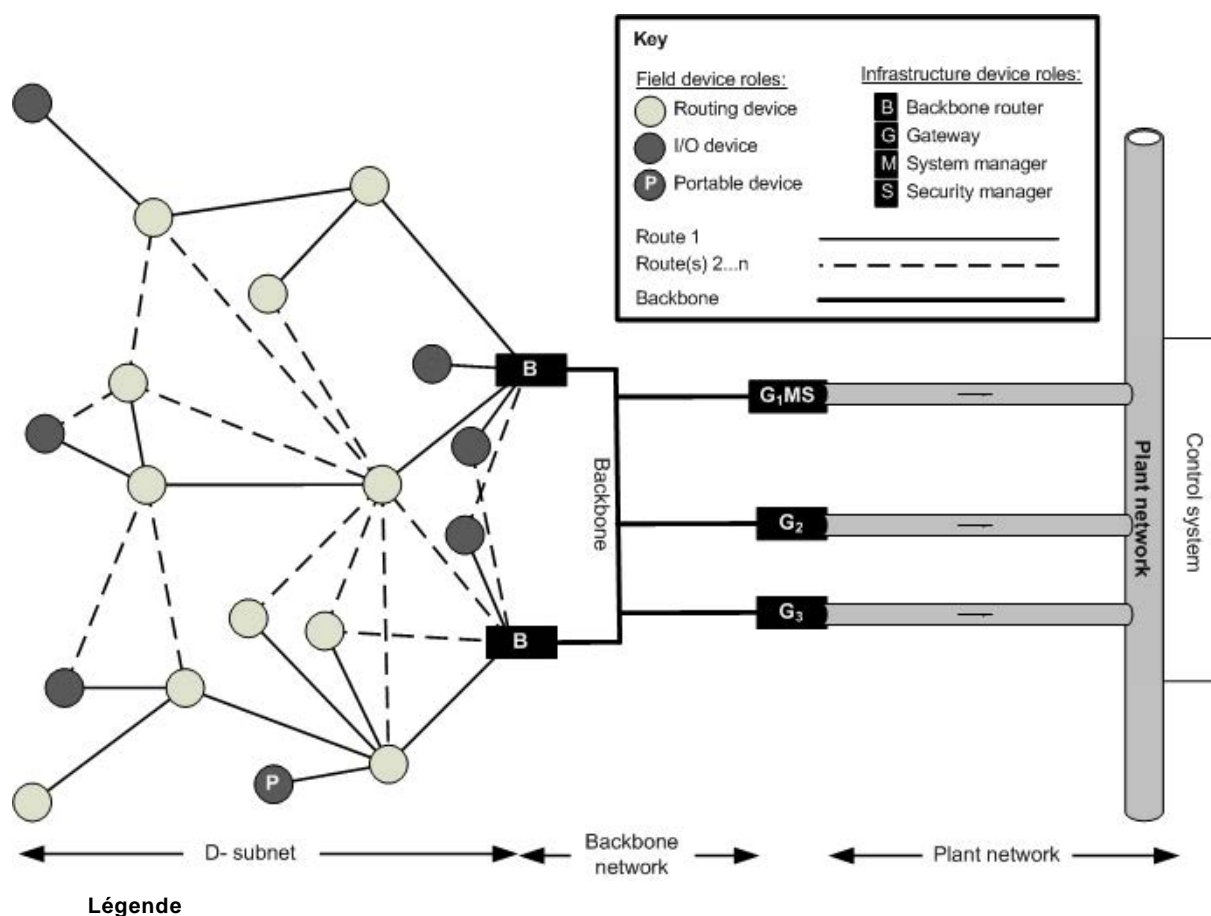 Key
Field device roles:
Routing device
I/O device
P Portable device
Infrastructure device roles:
B Backbone router
G Gateway
M System manager
S Security manager
Route 1
Route(s) 2...n
Backbone
B
B
P
Backbone
G₁MS
G₂
G₃
Plant network
Control system
D- subnet
Backbone
network
Plant network
Légende